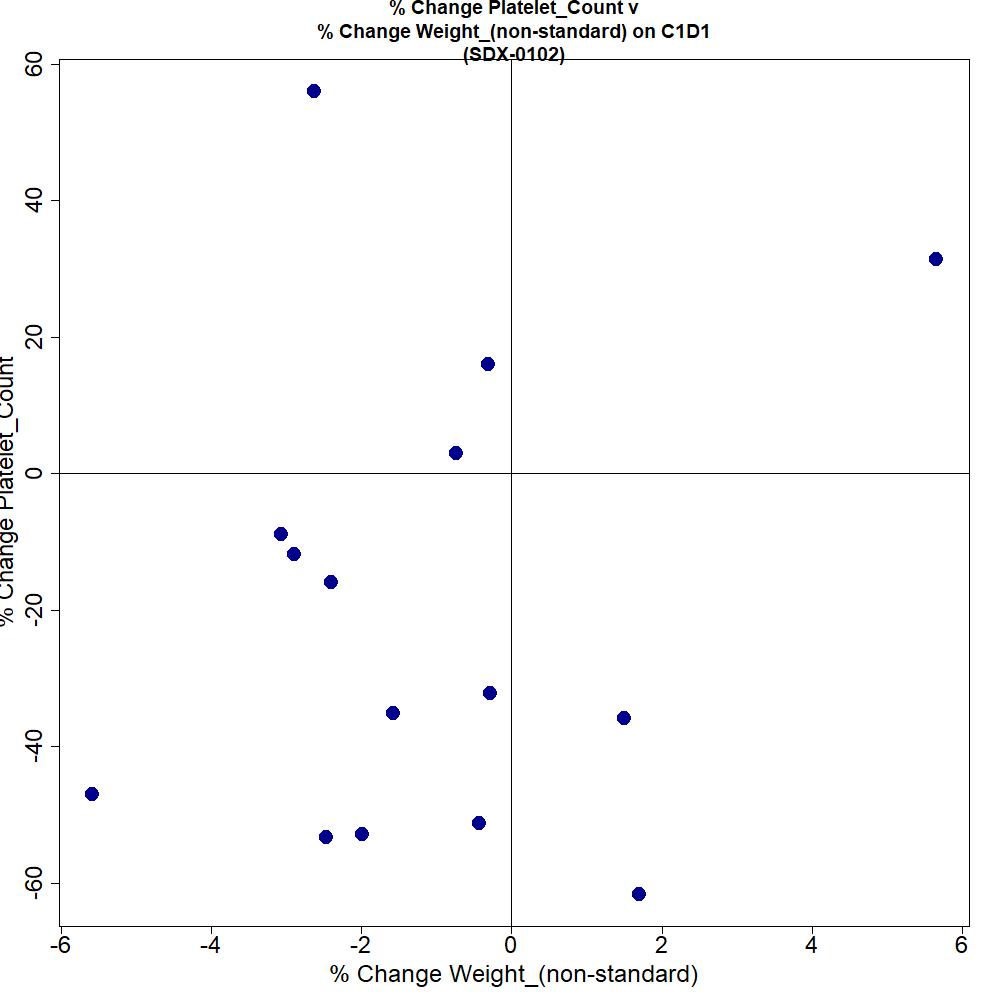 % Change Platelet_Count v
% Change Weight_(non-standard) on C1D1
(SDX-0102)
60
40
20
0
-20
-40
-60
% Change Platelet_Count
-6
-4
-2
0
2
4
6
% Change Weight_(non-standard)